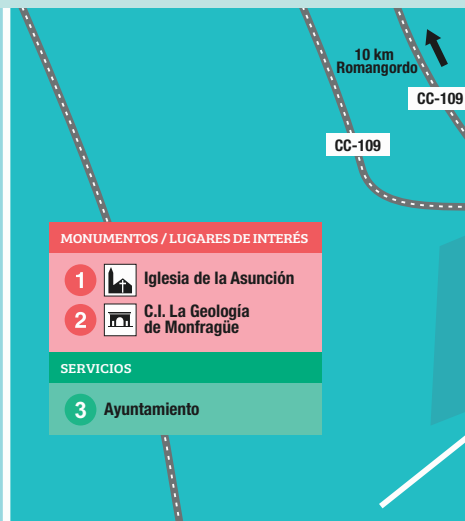 10 km
Romangordo
CC-109
CC-109
MONUMENTOS / LUGARES DE INTERÉS
1 Iglesia de la Asunción
2 C.I. La Geología
de Monfragüe
SERVICIOS
3 Ayuntamiento